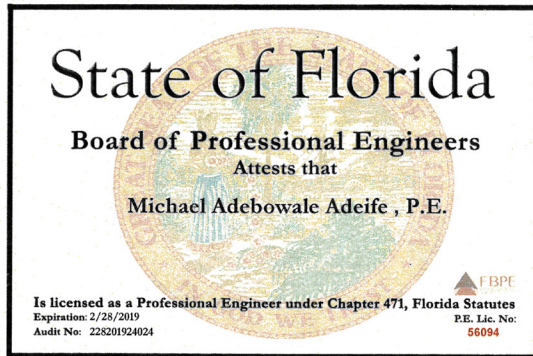 State of Florida
Board of Professional Engineers
Attests that
Michael Adebowale Adeife , P.E.
FBPE
Is licensed as a Professional Engineer under Chapter 471, Florida Statutes
Expiration: 2/28/2019
P.E. Lic. No:
Audit No: 228201924024
56094